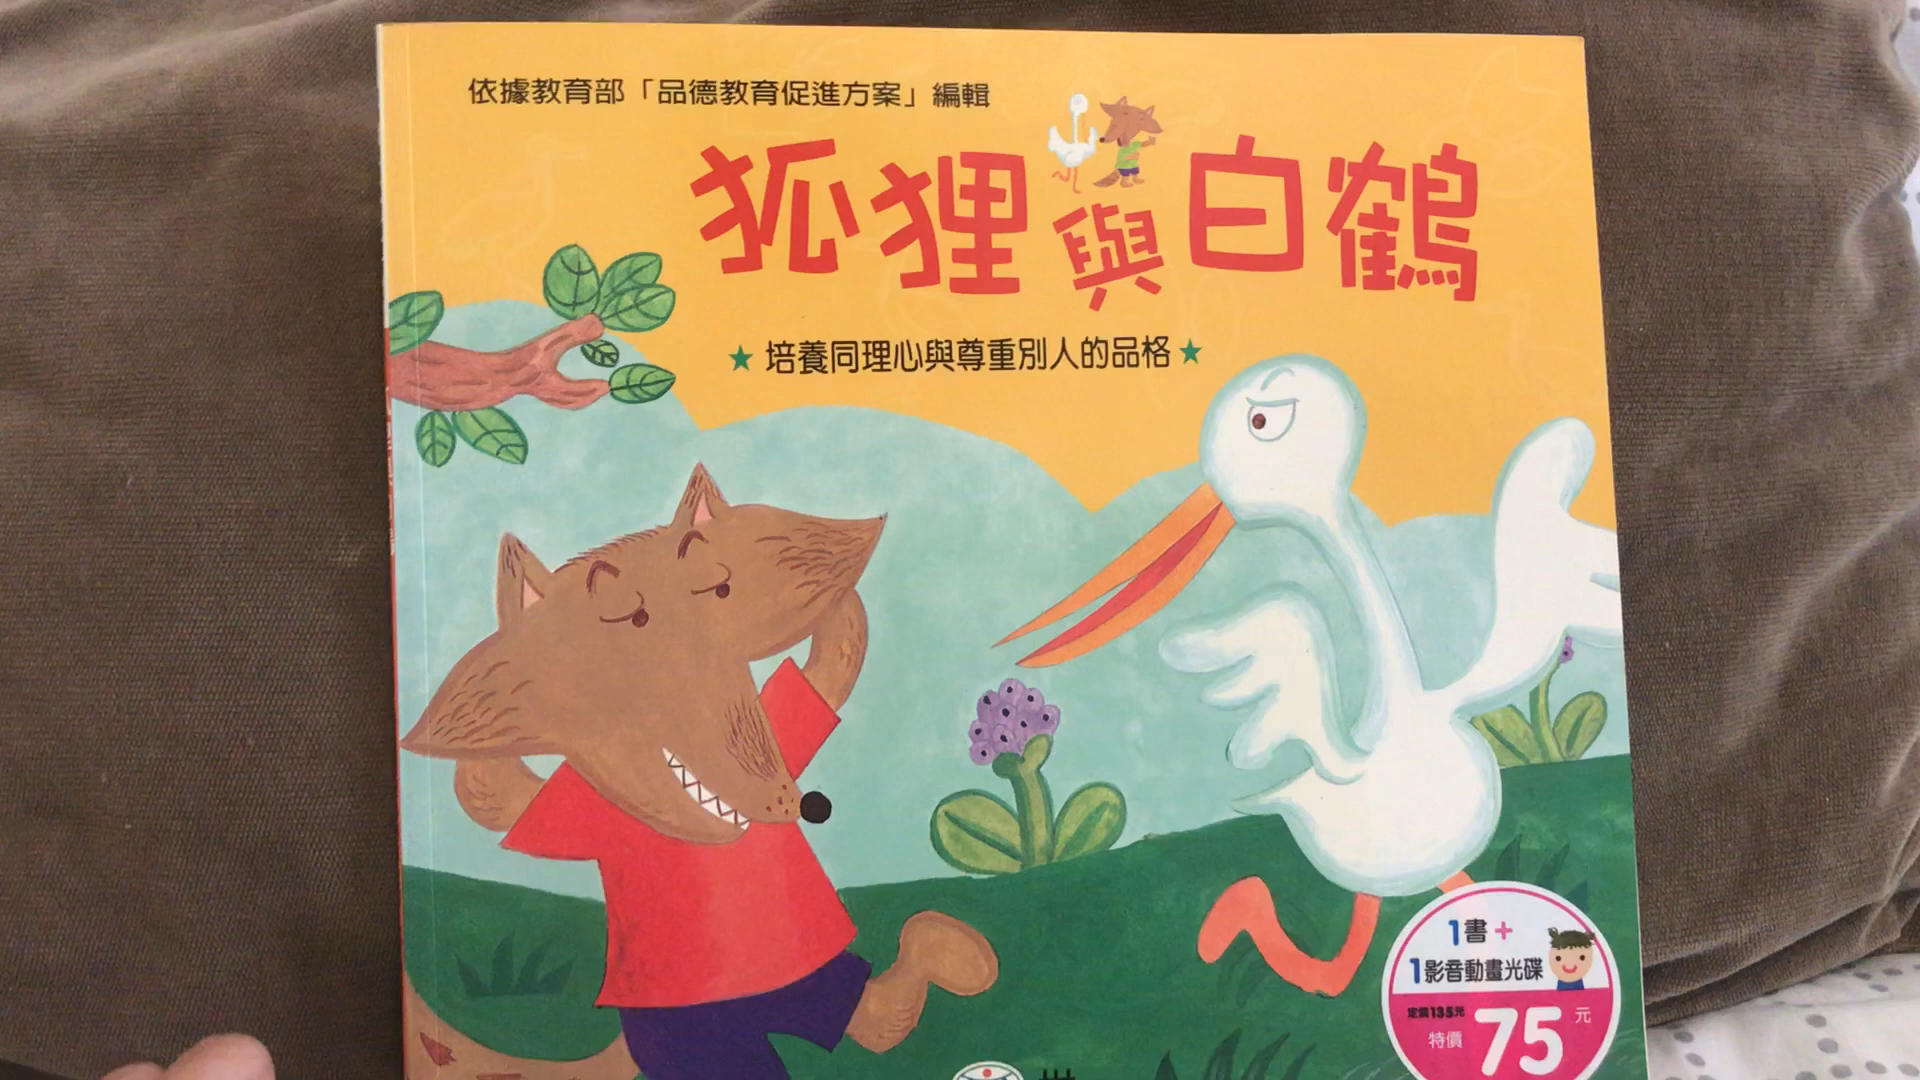 依據教育部「品德教育促進方案」編輯
狐狸與白鶴
★培養同理心與尊重別人的品格★
1書+
1影音動畫光碟
定價135元
特價75元